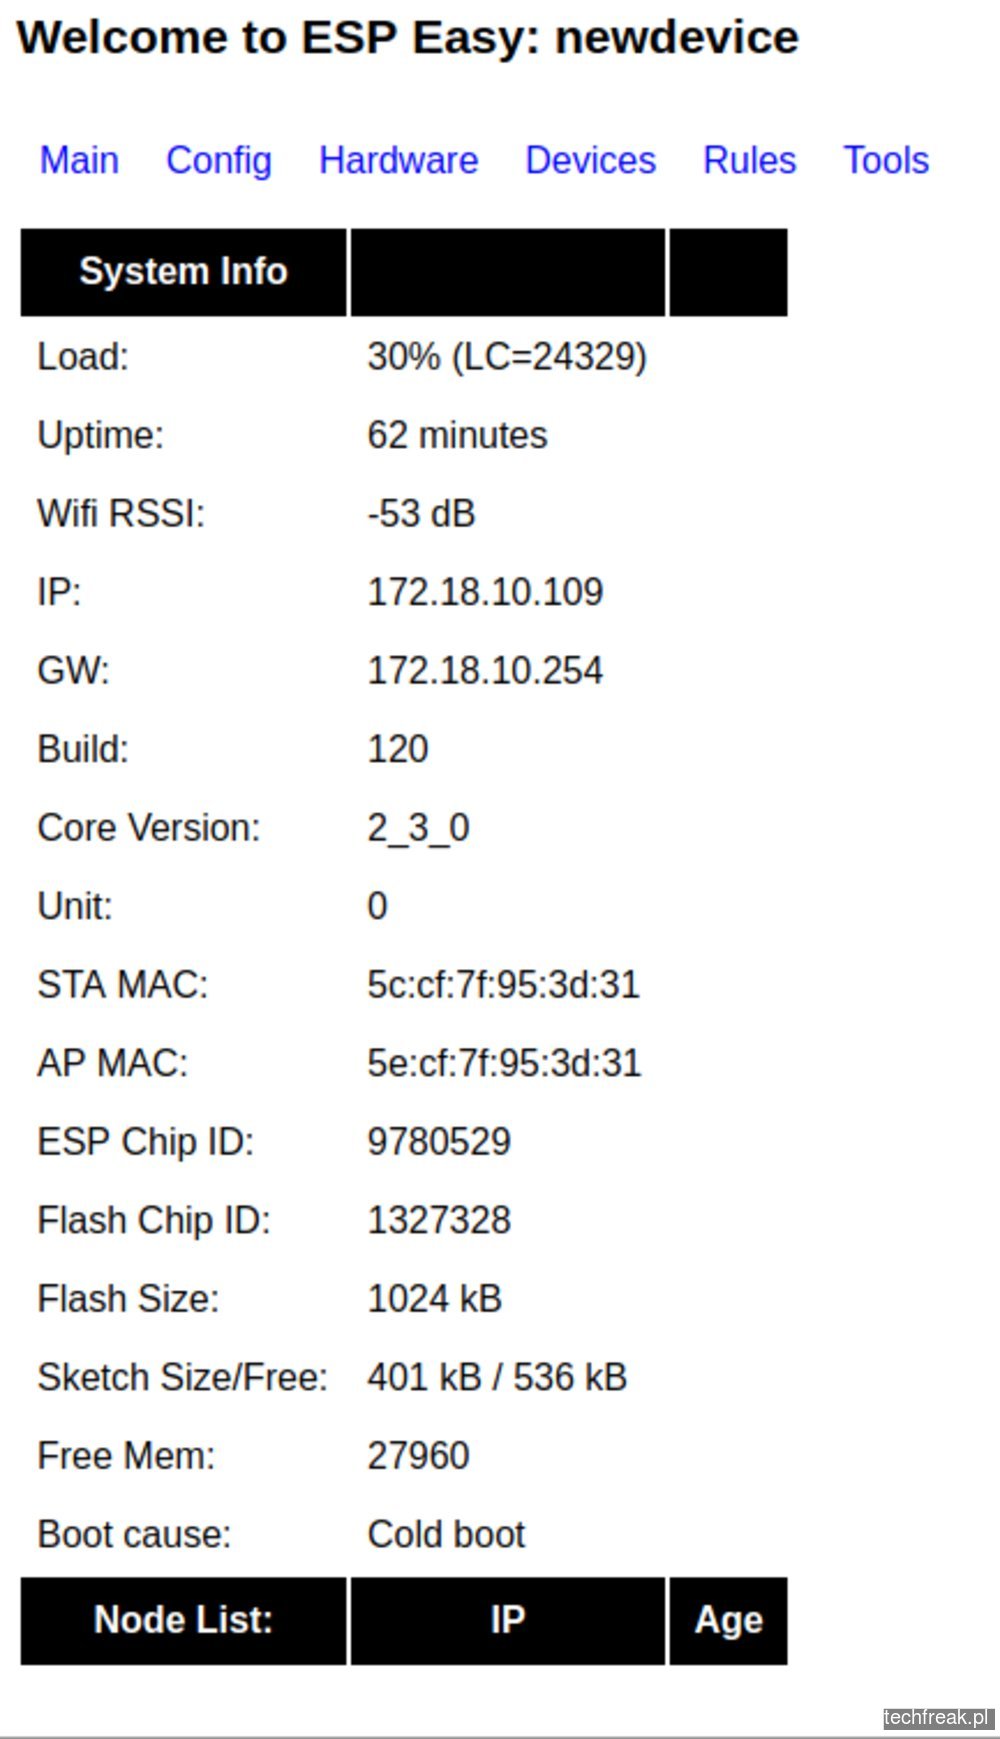 Welcome to ESP Easy: newdevice
Main Config Hardware Devices Rules Tools
System Info
Load: 30% (LC=24329)
Uptime: 62 minutes
Wifi RSSI: -53 dB
IP: 172.18.10.109
GW: 172.18.10.254
Build: 120
Core Version: 2_3_0
Unit: 0
STA MAC: 5c:cf:7f:95:3d:31
AP MAC: 5e:cf:7f:95:3d:31
ESP Chip ID: 9780529
Flash Chip ID: 1327328
Flash Size: 1024 kB
Sketch Size/Free: 401 kB / 536 kB
Free Mem: 27960
Boot cause: Cold boot
Node List: IP Age
techfreak.pl